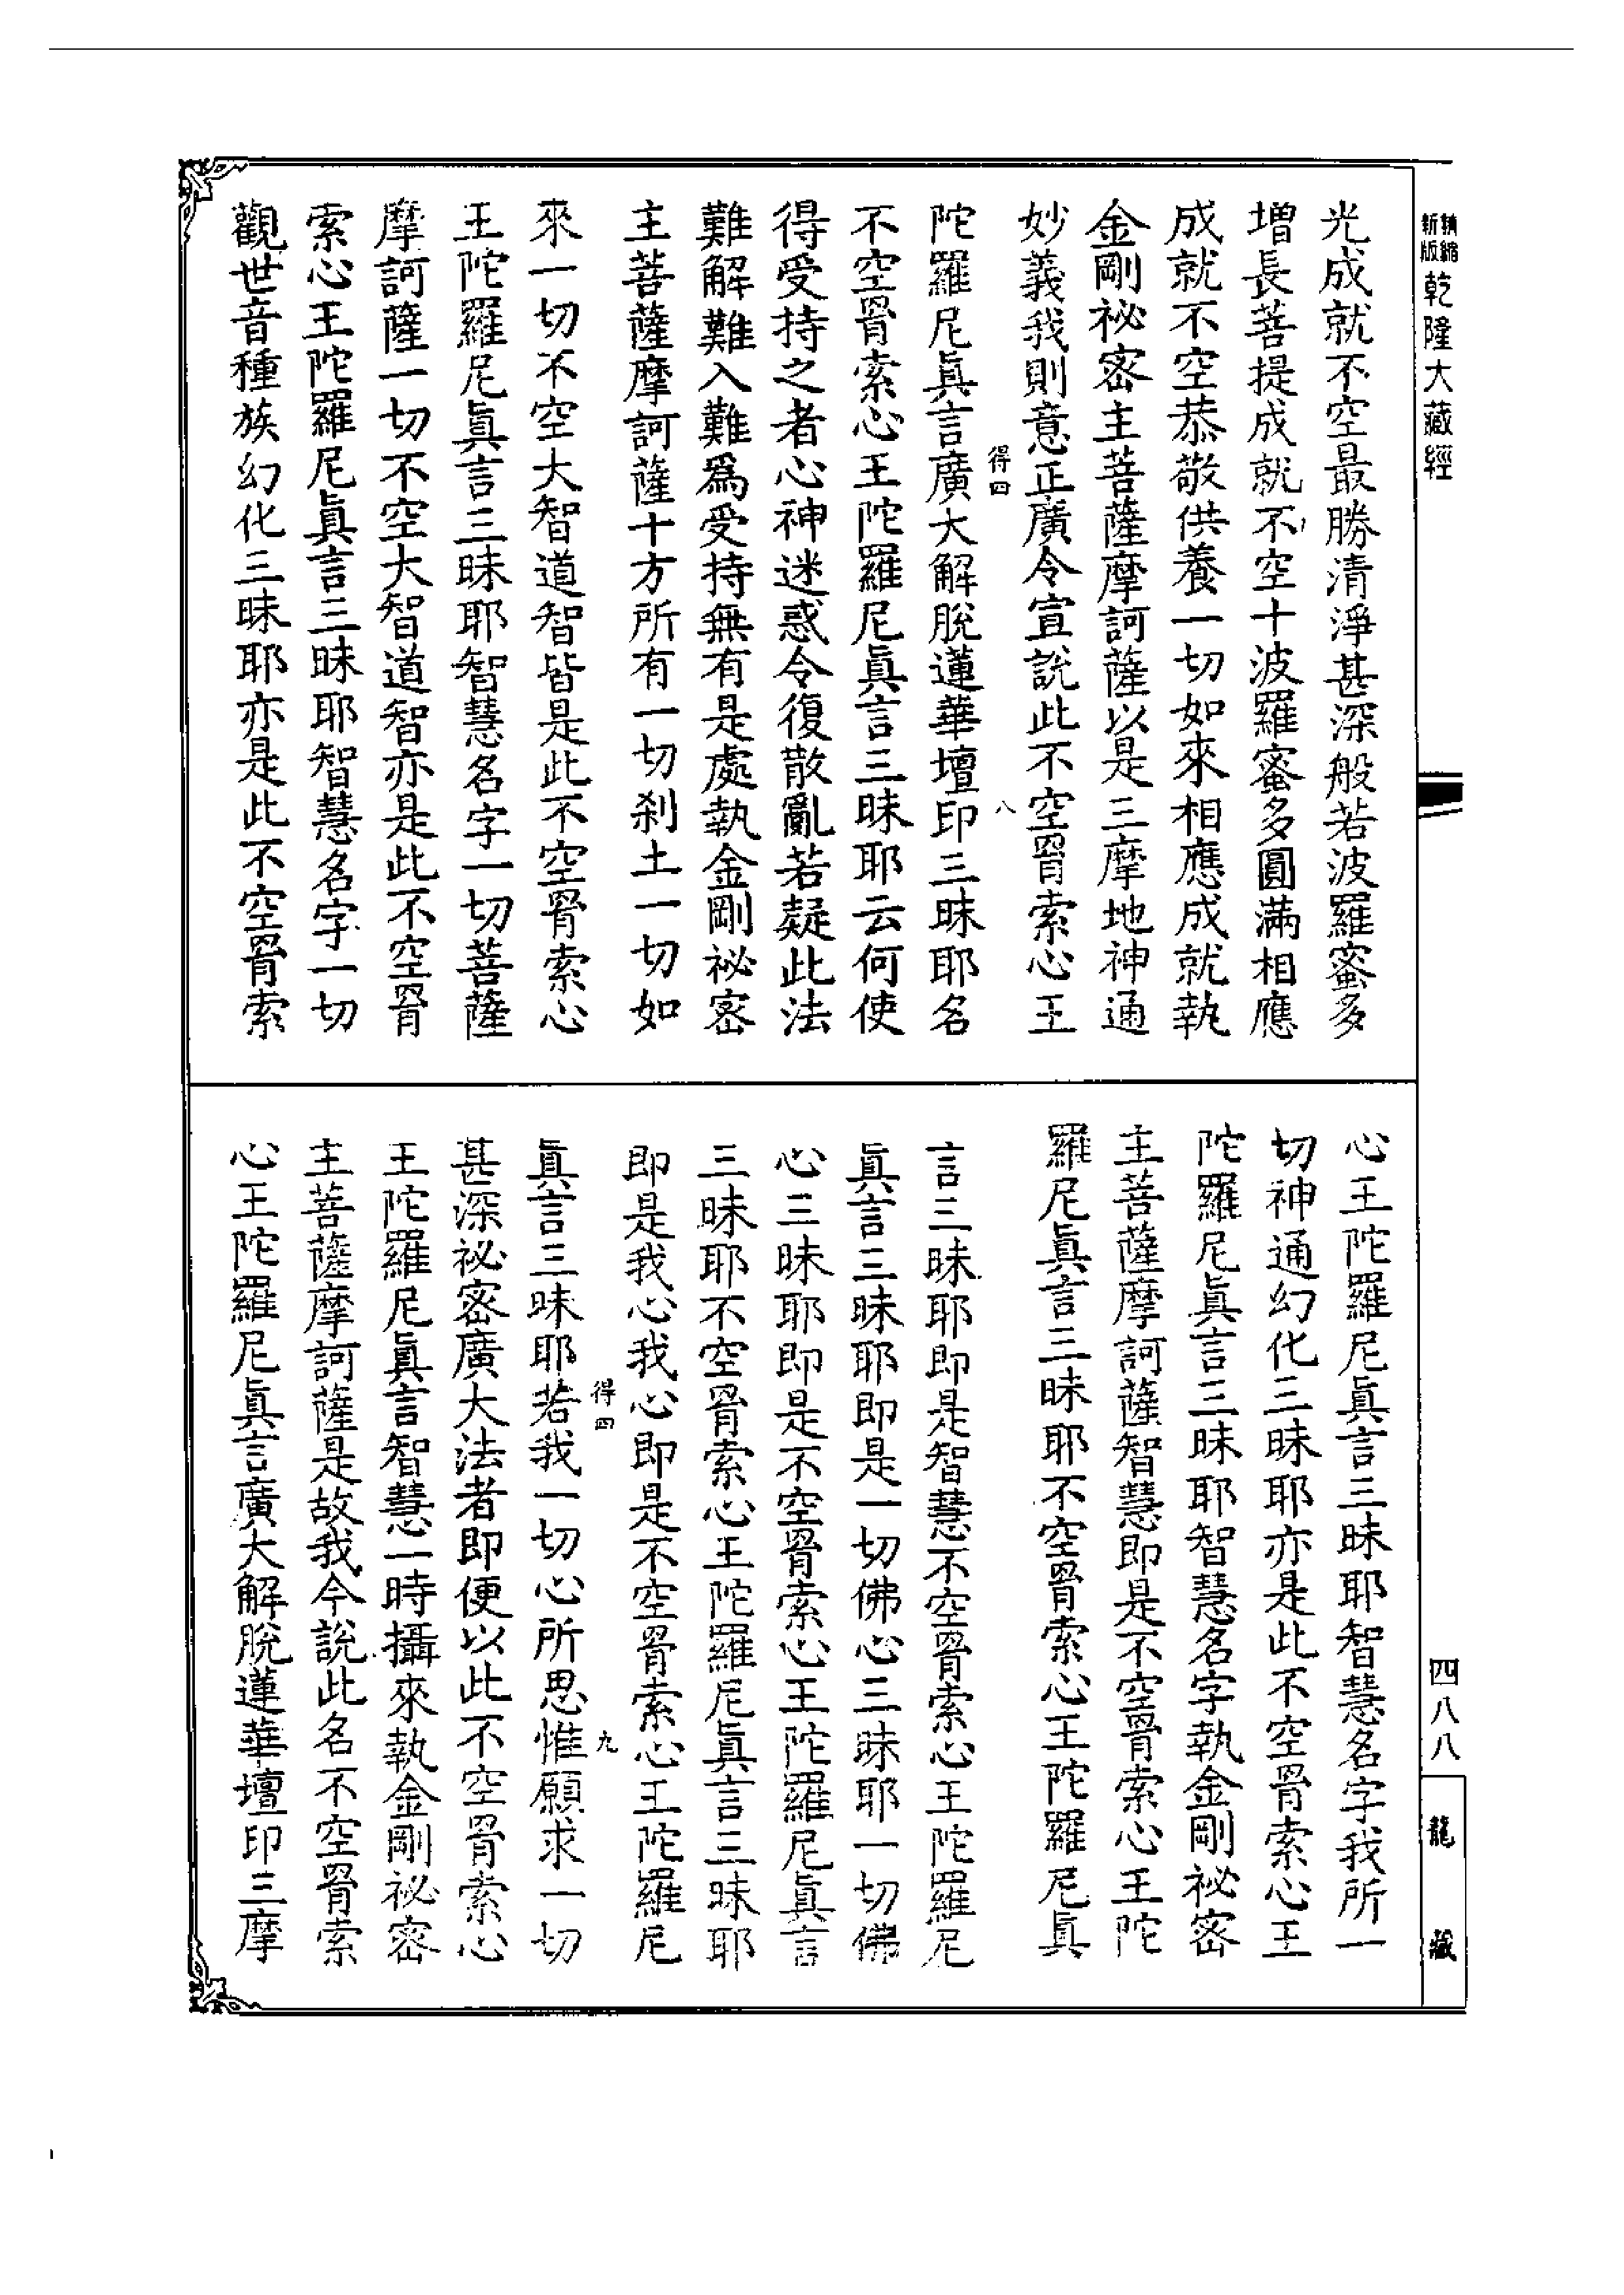 新版精縮乾隆大藏經
四八八
龍藏
光成就不空最勝清淨甚深般若波羅蜜多
增長菩提成就不空十波羅蜜多圓滿相應
成就不空恭敬供養一切如來相應成就執
金剛祕密主菩薩摩訶薩以是三摩地神通
妙義我則意正廣令宣說此不空罥索心王
得四
八
陀羅尼眞言廣大解脫蓮華壇印三昧耶名
不空罥索心王陀羅尼眞言三昧耶云何使
得受持之者心神迷惑令復散亂若疑此法
難解難入難爲受持無有是處執金剛祕密
主菩薩摩訶薩十方所有一切刹土一切如
來一切不空大智道智皆是此不空罥索心
王陀羅尼眞言三昧耶智慧名字一切菩薩
摩訶薩一切不空大智道智亦是此不空罥
索心王陀羅尼眞言三昧耶智慧名字一切
觀世音種族幻化三昧耶亦是此不空罥索
心王陀羅尼眞言三昧耶智慧名字我所一
切神通幻化三昧耶亦是此不空罥索心王
陀羅尼眞言三昧耶智慧名字執金剛祕密
主菩薩摩訶薩智慧即是不空罥索心王陀
羅尼眞言三昧耶不空罥索心王陀羅尼眞
言三昧耶即是智慧不空罥索心王陀羅尼
眞言三昧耶即是一切佛心三昧耶一切佛
心三昧耶即是不空罥索心王陀羅尼眞言
三昧耶不空罥索心王陀羅尼眞言三昧耶
即是我心我心即是不空罥索心王陀羅尼
得四
九
眞言三昧耶若我一切心所思惟願求一切
甚深祕密廣大法者即便以此不空罥索心
王陀羅尼眞言智慧一時攝來執金剛祕密
主菩薩摩訶薩是故我今說此名不空罥索
心王陀羅尼眞言廣大解脫蓮華壇印三摩